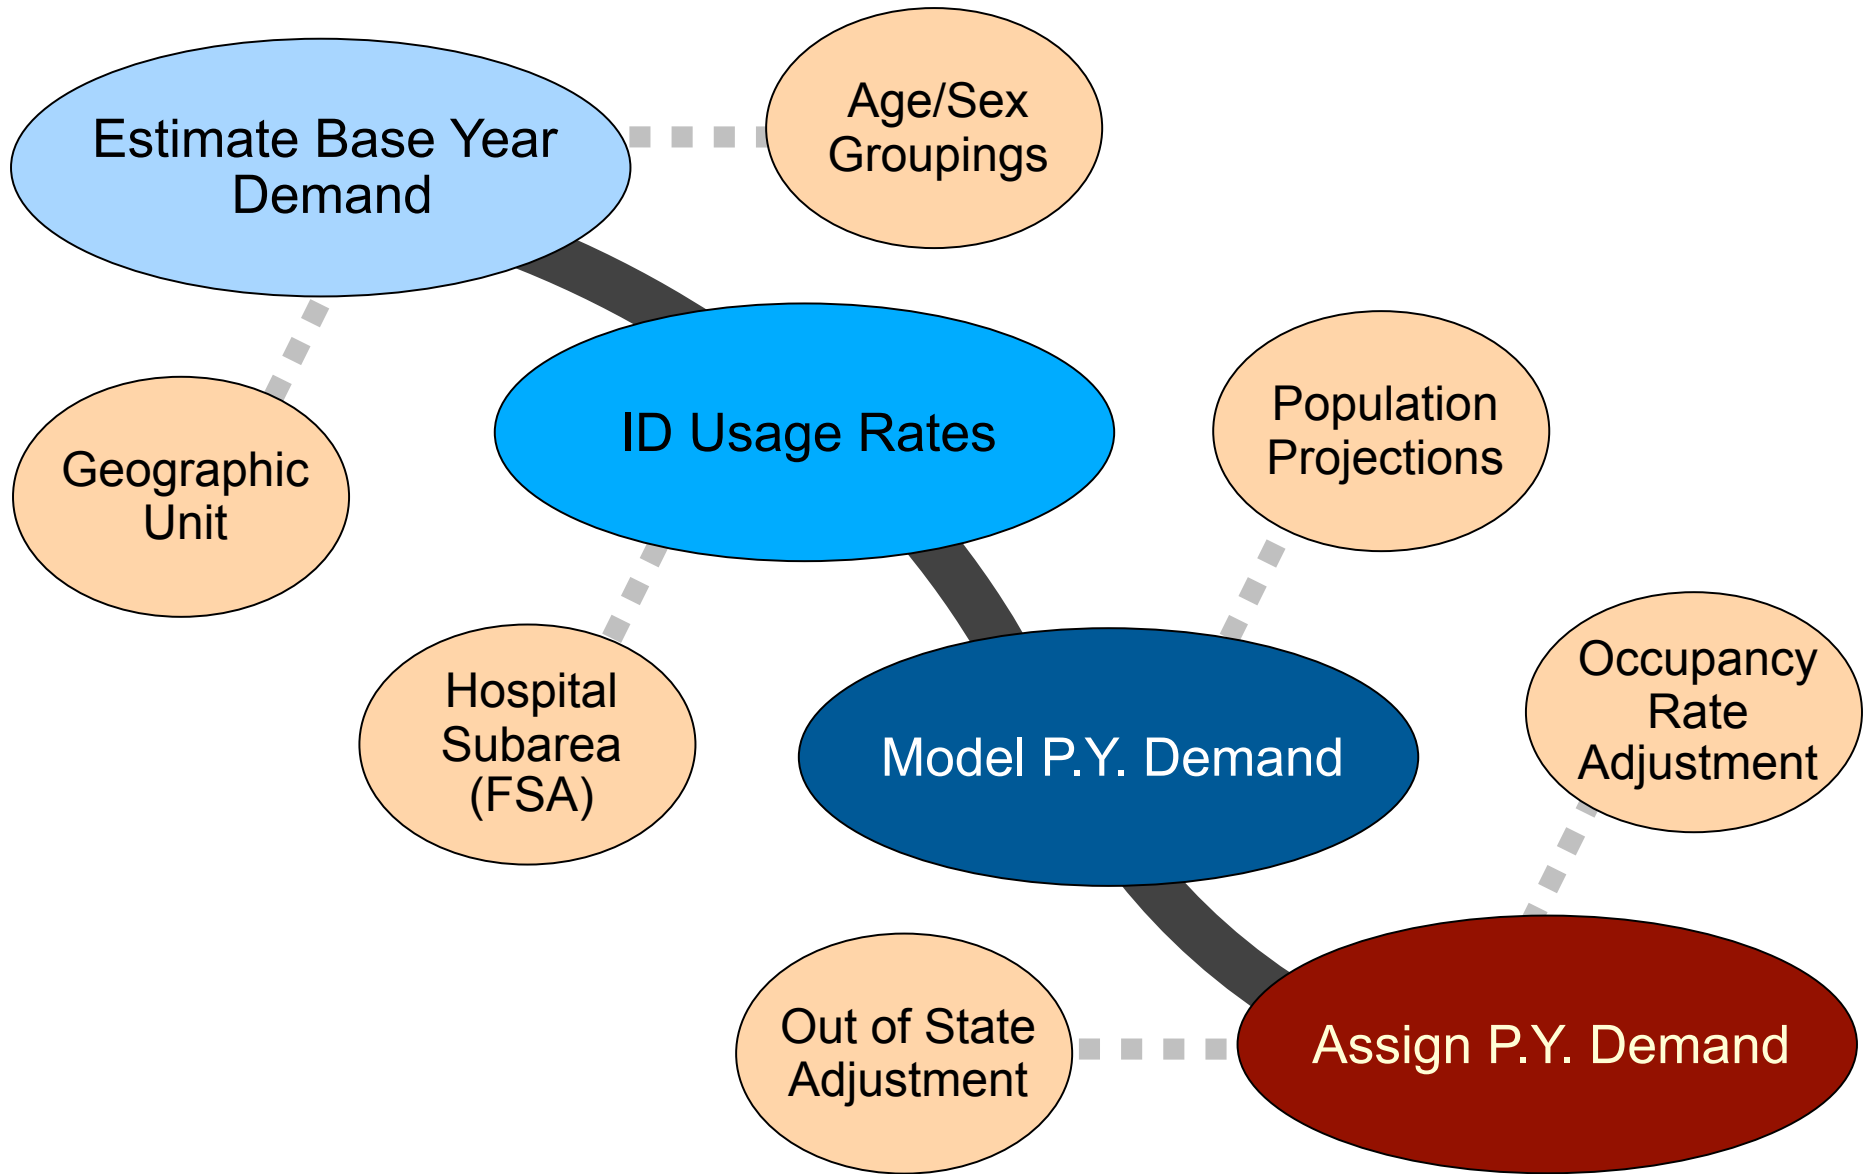 Estimate Base Year
Demand
Age/Sex
Groupings
Geographic
Unit
ID Usage Rates
Population
Projections
Hospital
Subarea
(FSA)
Model P.Y. Demand
Occupancy
Rate
Adjustment
Out of State
Adjustment
Assign P.Y. Demand